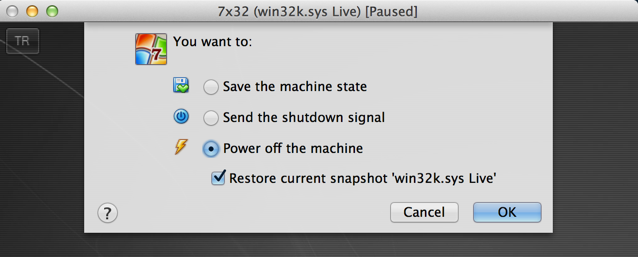 7x32 (win32k.sys Live) [Paused]
TR
You want to:
7
Save the machine state
Send the shutdown signal
Power off the machine
Restore current snapshot 'win32k.sys Live'
?
Cancel
OK